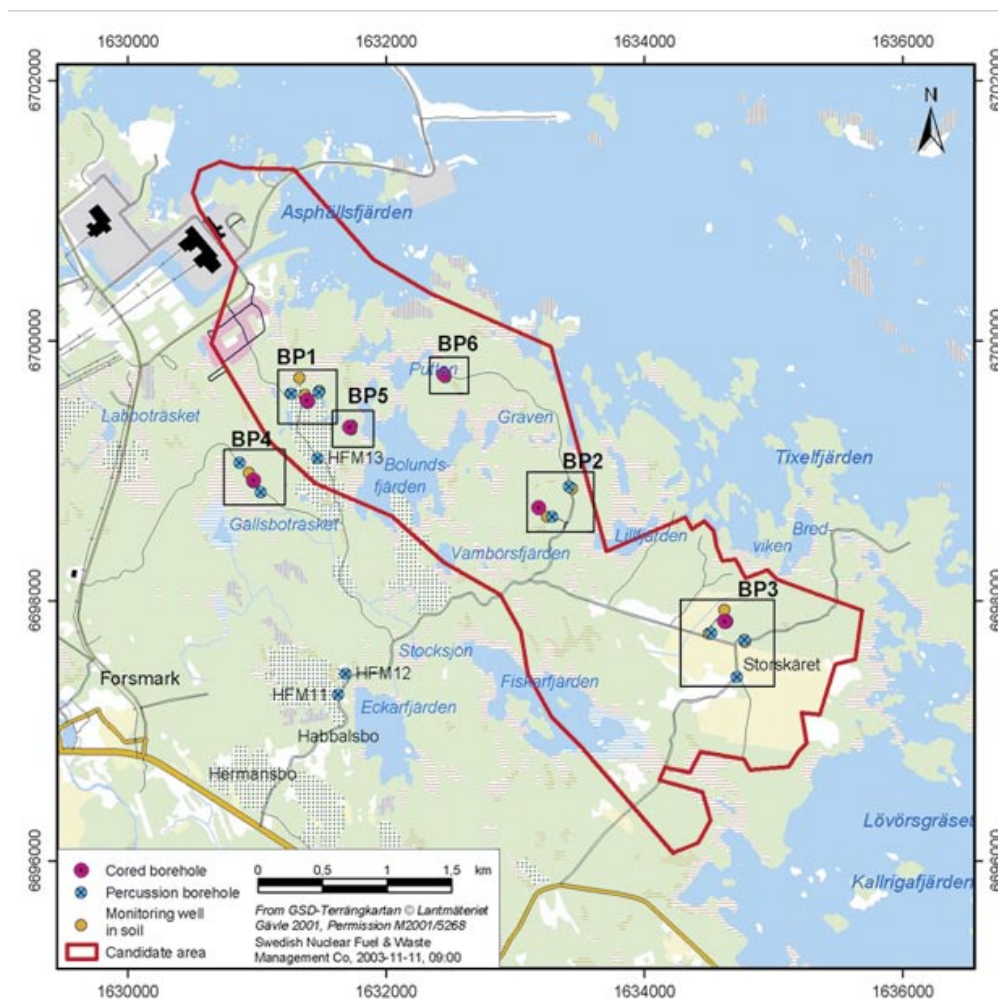 1630000 1632000 1634000 1636000
6702000 6702000
N
Asphällsfjärden
6700000 6700000
BP1
BP6
Putten
BP5
Labboträsket
Graven
BP4
HFM13
Bolunds-
fjärden
BP2
Tixelfjärden
Gällsboträsket
Lillfjärden
Bred-
viken
Vambörsfjärden
6698000 6698000
BP3
Stocksjön
Storskäret
Forsmark
HFM12
Fiskarfjärden
HFM11
Eckarfjärden
Habbalsbo
Hermansbo
Lövörsgräset
6696000 6696000
Kallrigafjärden
Cored borehole
Percussion borehole
Monitoring well
in soil
Candidate area
0 0,5 1 1,5 km
From GSD-Terrängkartan © Lantmäteriet
Gävle 2001, Permission M2001/5268
Swedish Nuclear Fuel & Waste
Management Co, 2003-11-11, 09:00
1630000 1632000 1634000 1636000